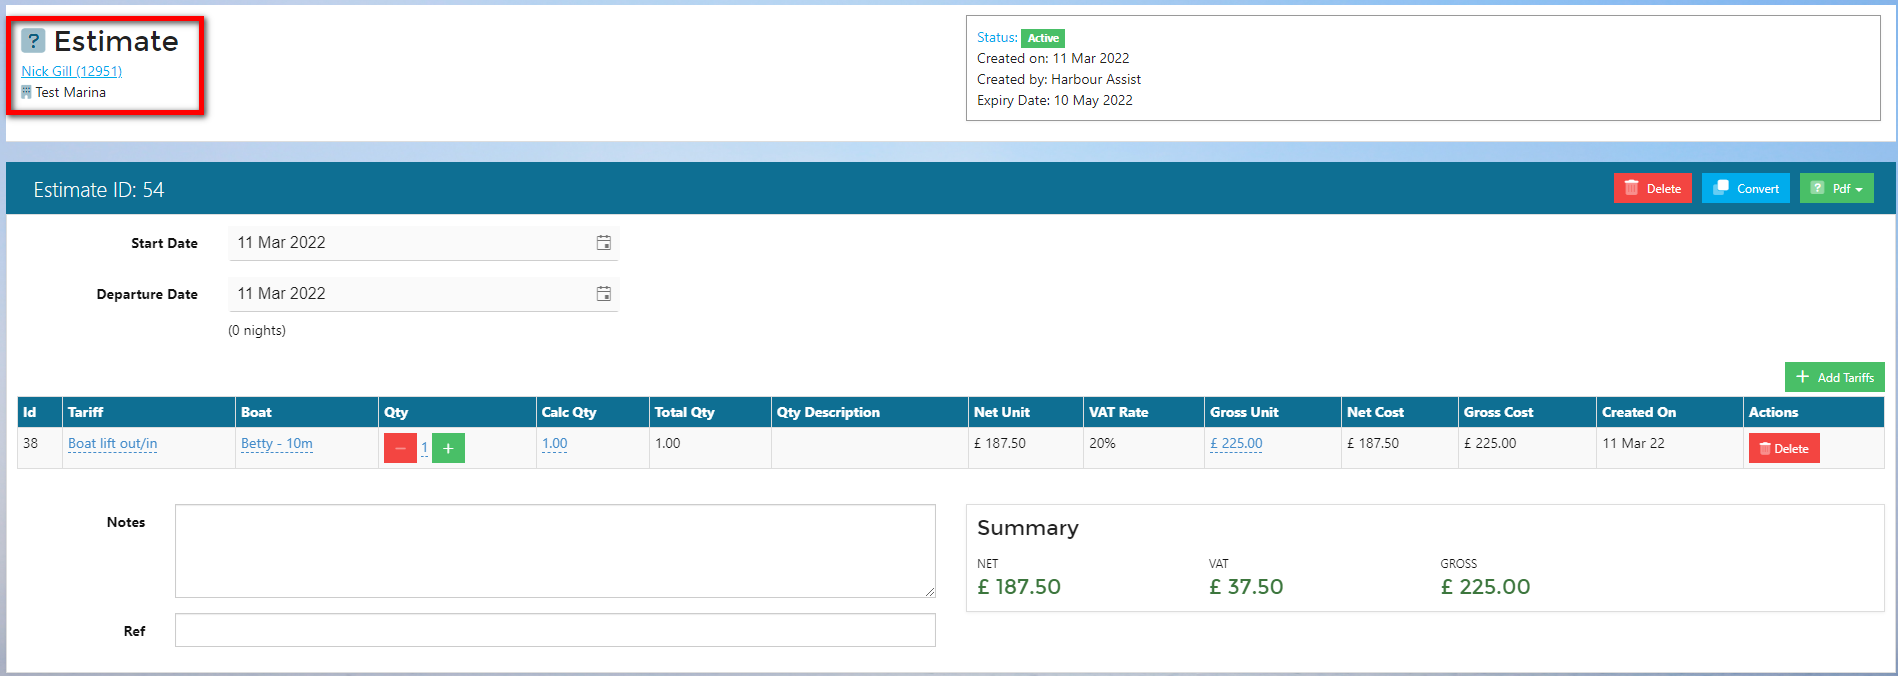 ? Estimate
Nick Gill (12951)
Test Marina
Status: Active
Created on: 11 Mar 2022
Created by: Harbour Assist
Expiry Date: 10 May 2022
Estimate ID: 54
Delete Convert ? Pdf
Start Date 11 Mar 2022
Departure Date 11 Mar 2022
(0 nights)
+ Add Tariffs
Id Tariff Boat Qty Calc Qty Total Qty Qty Description Net Unit VAT Rate Gross Unit Net Cost Gross Cost Created On Actions
38 Boat lift out/in Betty - 10m − 1 + 1.00 1.00 £ 187.50 20% £ 225.00 £ 187.50 £ 225.00 11 Mar 22 Delete
Notes
Summary
NET VAT GROSS
£ 187.50 £ 37.50 £ 225.00
Ref